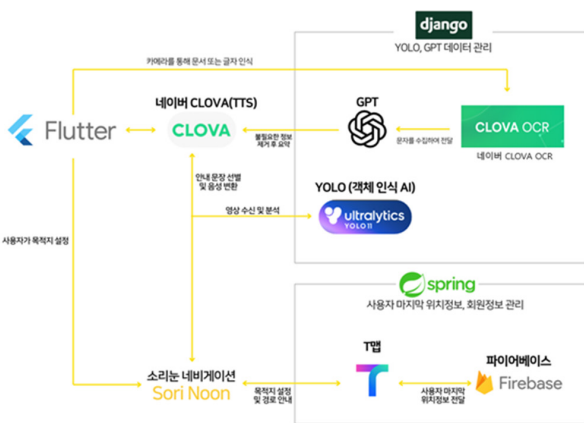 django
YOLO, GPT 데이터 관리
카메라를 통해 문서 또는 글자 인식
Flutter
네이버 CLOVA(TTS)
CLOVA
불필요한 정보
제거 후 요약
GPT
문자를 수집하여 전달
CLOVA OCR
네이버 CLOVA OCR
안내 문장 선별
및 음성 변환
영상 수신 및 분석
YOLO (객체 인식 AI)
ultralytics
YOLO11
사용자가 목적지 설정
spring
사용자 마지막 위치정보, 회원정보 관리
소리눈 네비게이션
Sori Noon
목적지 설정
및 경로 안내
T맵
사용자 마지막
위치정보 전달
파이어베이스
Firebase